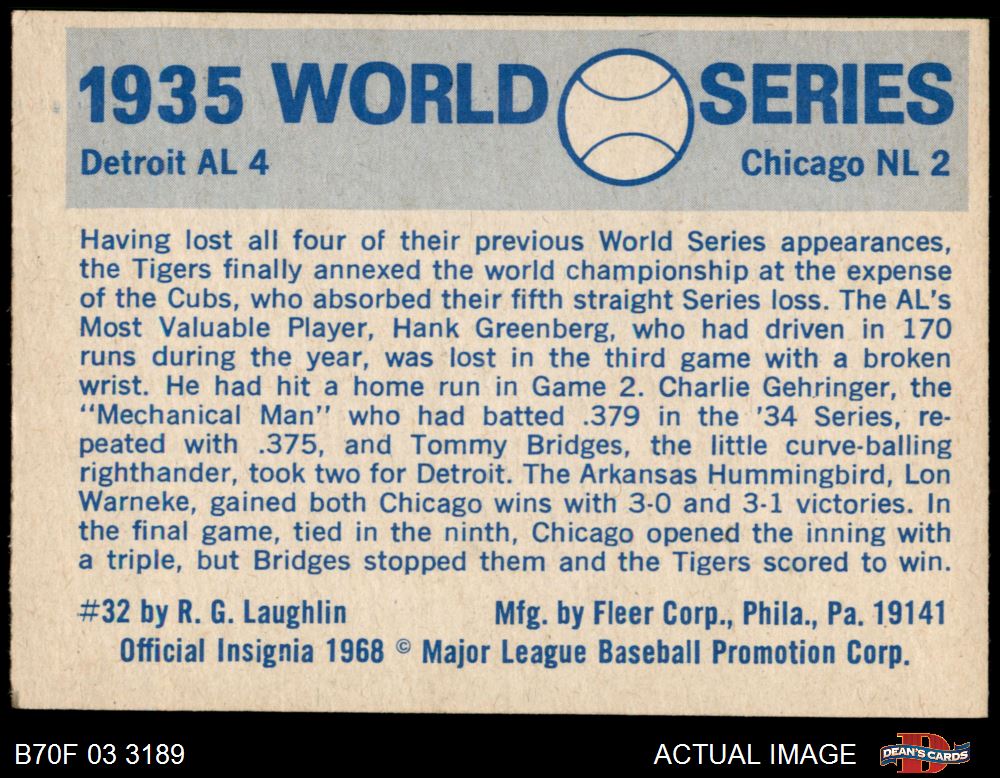 1935 WORLD SERIES
Detroit AL 4
Chicago NL 2
Having lost all four of their previous World Series appearances,
the Tigers finally annexed the world championship at the expense
of the Cubs, who absorbed their fifth straight Series loss. The AL's
Most Valuable Player, Hank Greenberg, who had driven in 170
runs during the year, was lost in the third game with a broken
wrist. He had hit a home run in Game 2. Charlie Gehringer, the
"Mechanical Man" who had batted .379 in the '34 Series, re-
peated with .375, and Tommy Bridges, the little curve-balling
righthander, took two for Detroit. The Arkansas Hummingbird, Lon
Warneke, gained both Chicago wins with 3-0 and 3-1 victories. In
the final game, tied in the ninth, Chicago opened the inning with
a triple, but Bridges stopped them and the Tigers scored to win.
#32 by R. G. Laughlin
Mfg. by Fleer Corp., Phila., Pa. 19141
Official Insignia 1968 © Major League Baseball Promotion Corp.
B70F 03 3189
ACTUAL IMAGE
DEAN'S CARDS